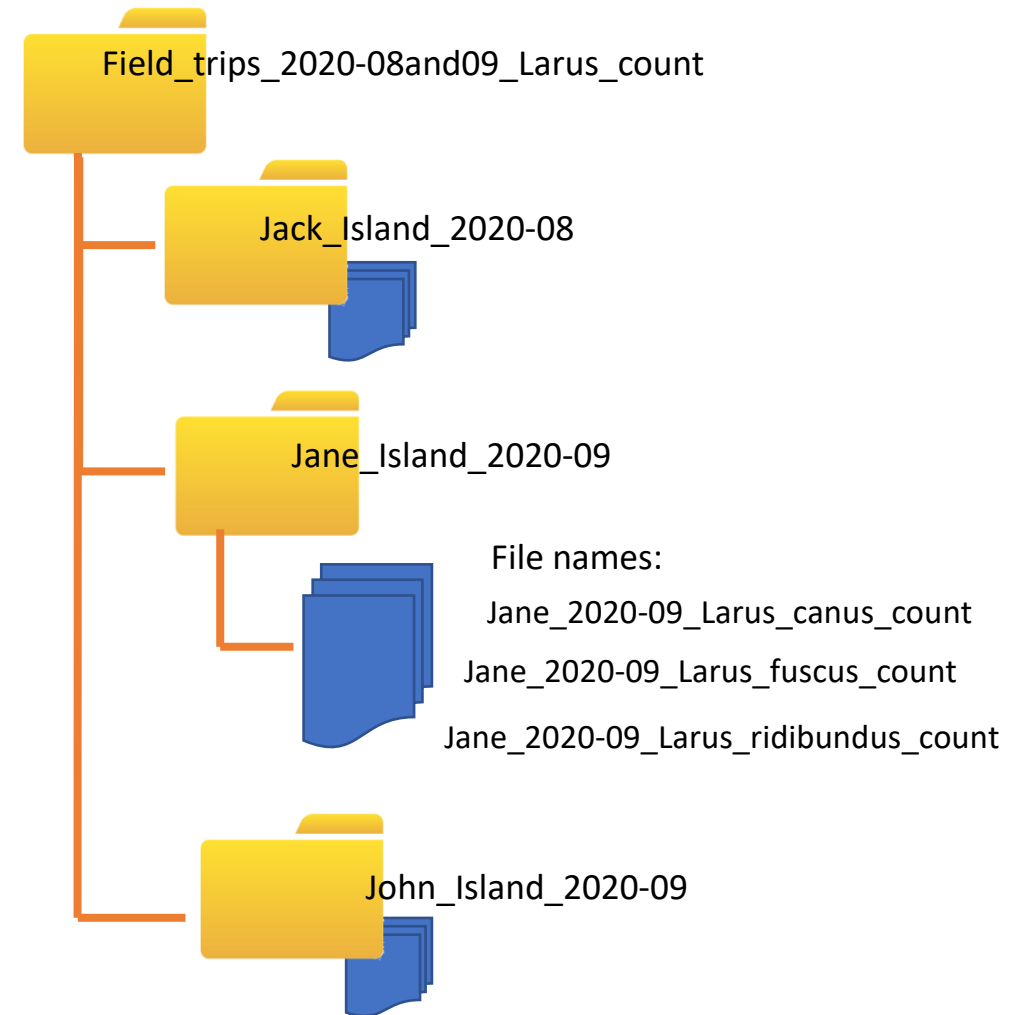 Field_trips_2020-08and09_Larus_count
Jack_Island_2020-08
Jane_Island_2020-09
File names:
Jane_2020-09_Larus_canus_count
Jane_2020-09_Larus_fuscus_count
Jane_2020-09_Larus_ridibundus_count
John_Island_2020-09